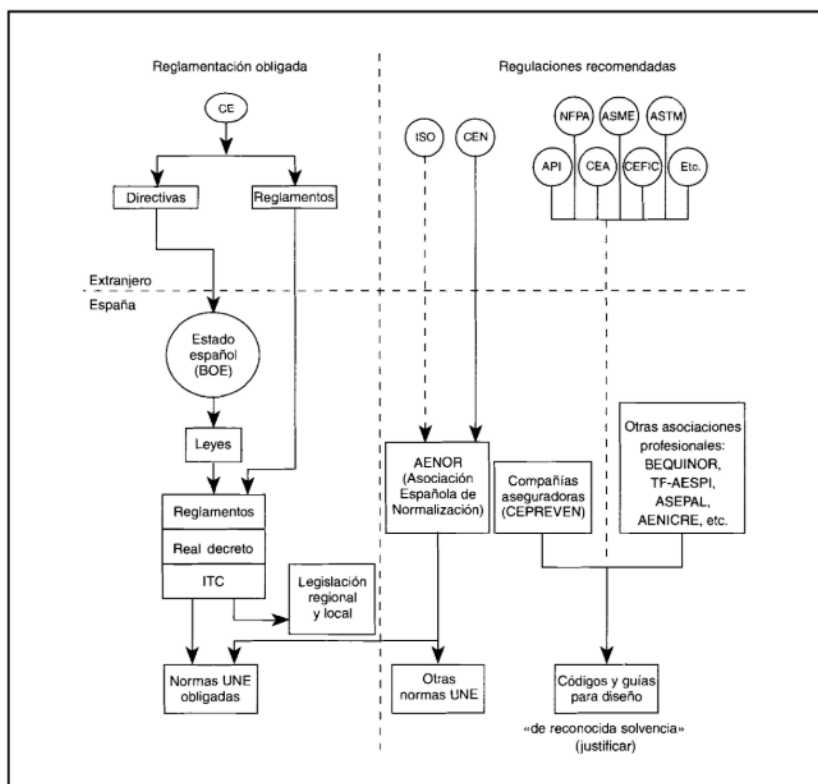 Reglamentación obligada
Regulaciones recomendadas
CE
ISO
CEN
NFPA
ASME
ASTM
API
CEA
CEFIC
Etc.
Directivas
Reglamentos
Extranjero
España
Estado
español
(BOE)
Leyes
Reglamentos
Real decreto
ITC
Legislación
regional
y local
AENOR
(Asociación
Española de
Normalización)
Compañías
aseguradoras
(CEPREVEN)
Otras asociaciones
profesionales:
BEQUINOR,
TF-AESPI,
ASEPAL,
AENICRE, etc.
Normas UNE
obligadas
Otras
normas UNE
Códigos y guías
para diseño
«de reconocida solvencia»
(justificar)